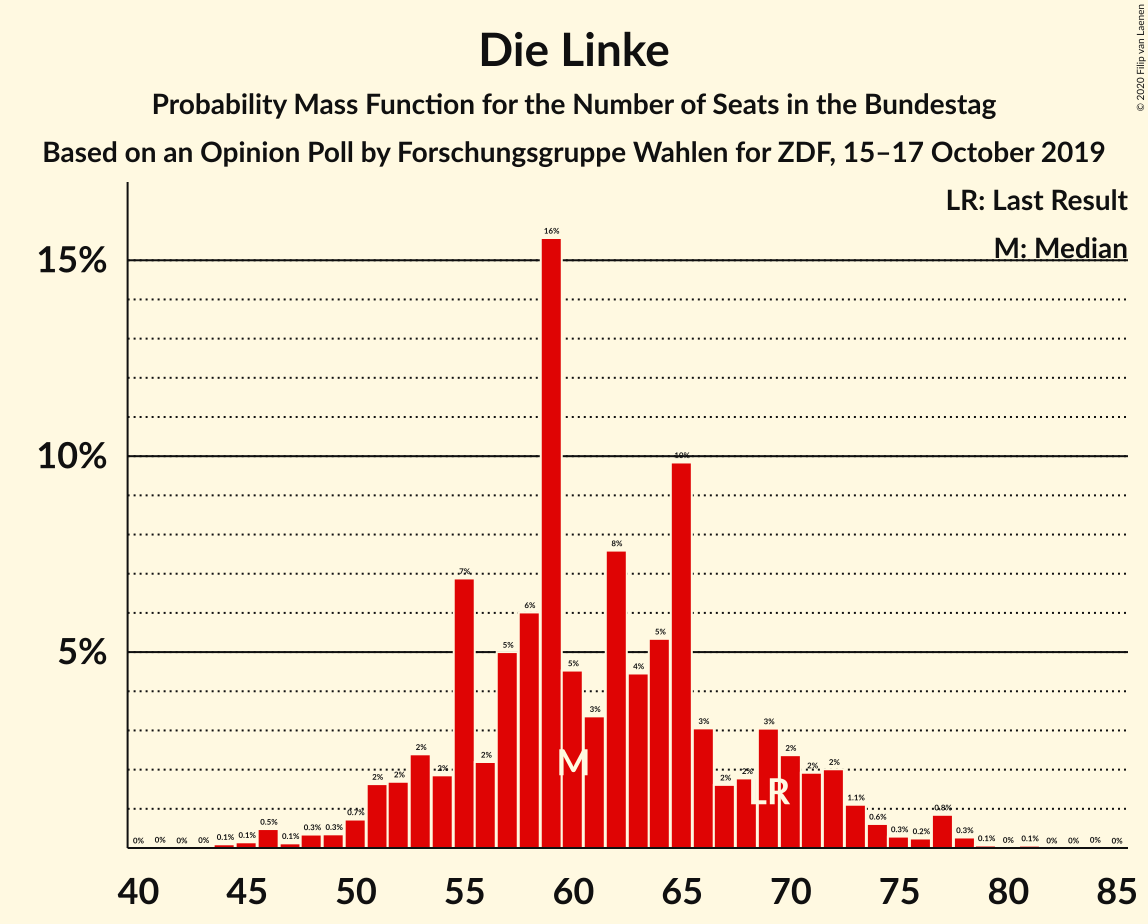 Die Linke
Probability Mass Function for the Number of Seats in the Bundestag
Based on an Opinion Poll by Forschungsgruppe Wahlen for ZDF, 15–17 October 2019
© 2020 Filip van Laenen
LR: Last Result
M: Median
15%
10%
5%
0% 0% 0% 0% 0.1% 0.1% 0.5% 0.1% 0.3% 0.3% 0.7% 2% 2% 2% 2% 7% 2% 5% 6% 16% 5% 3% 8% 4% 5% 10% 3% 2% 2% 3% 2% 2% 2% 1.1% 0.6% 0.3% 0.2% 0.8% 0.3% 0.1% 0% 0.1% 0% 0% 0% 0%
M
LR
40 45 50 55 60 65 70 75 80 85